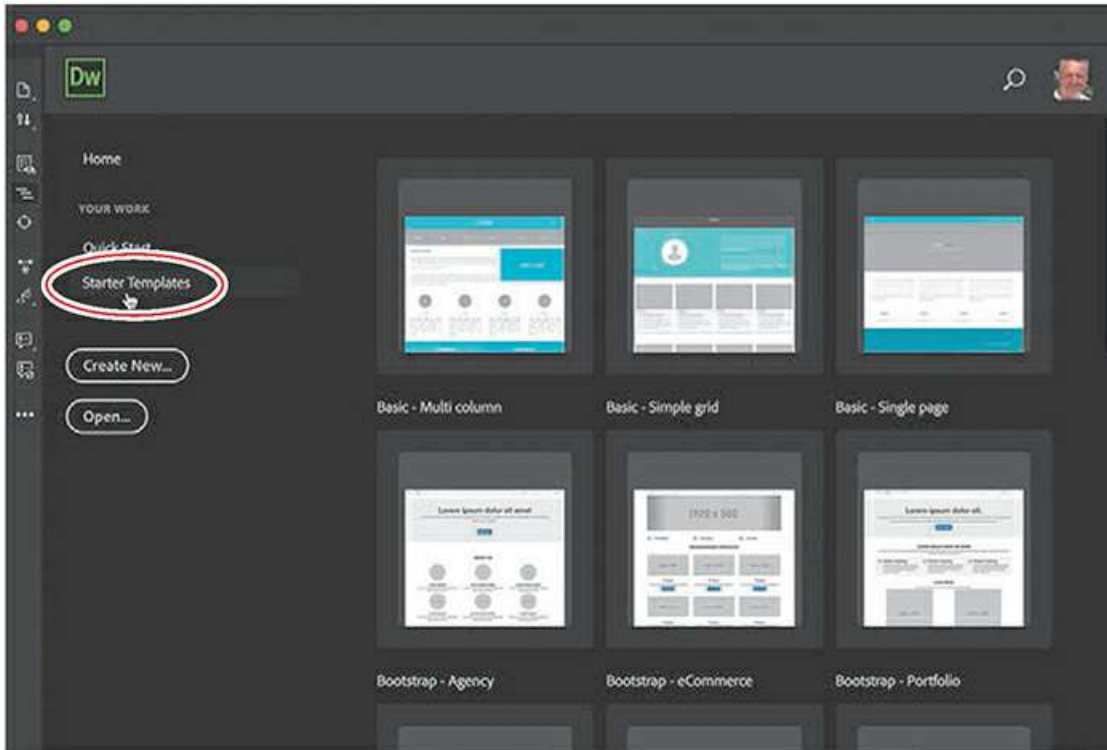 Dw
Home
YOUR WORK
Quick Start
Starter Templates
Create New...
Open...
Basic - Multi column
Basic - Simple grid
Basic - Single page
Lorem ipsum dolor sit amet
1920 x 500
Lorem ipsum dolor sit.
Bootstrap - Agency
Bootstrap - eCommerce
Bootstrap - Portfolio